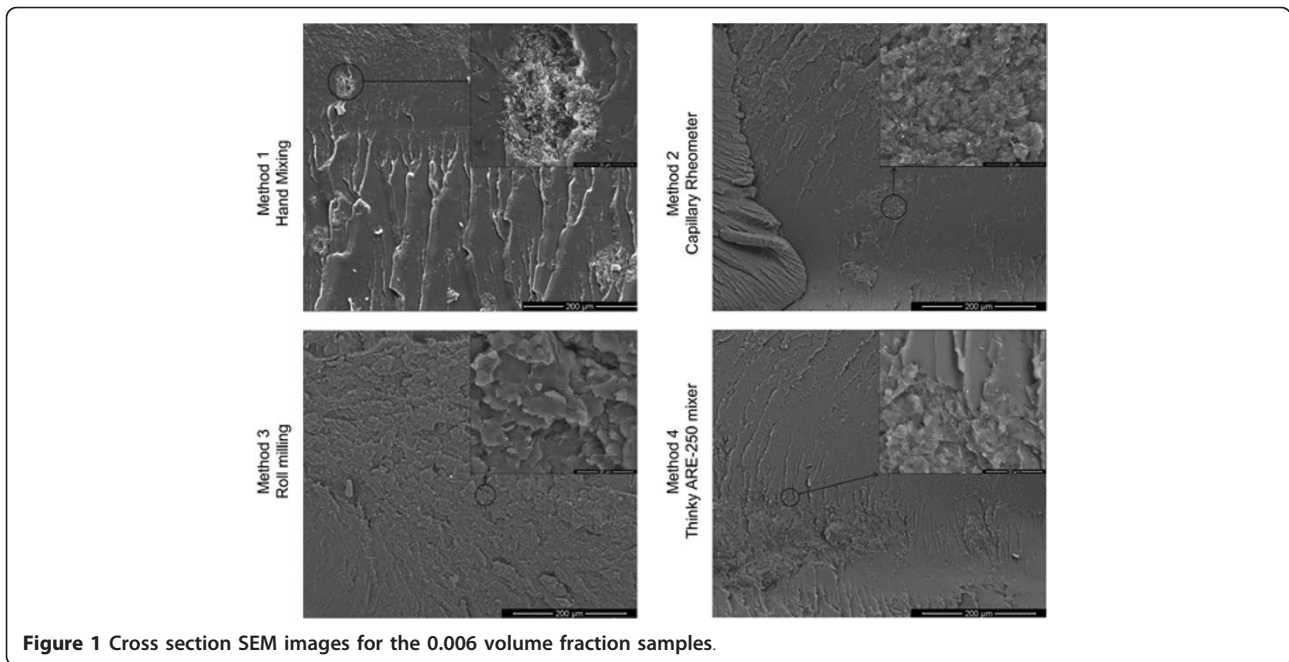 Method 1
Hand Mixing
200 µm
Method 2
Capillary Rheometer
200 µm
Method 3
Roll milling
200 µm
Method 4
Thinky ARE-250 mixer
200 µm
Figure 1 Cross section SEM images for the 0.006 volume fraction samples.